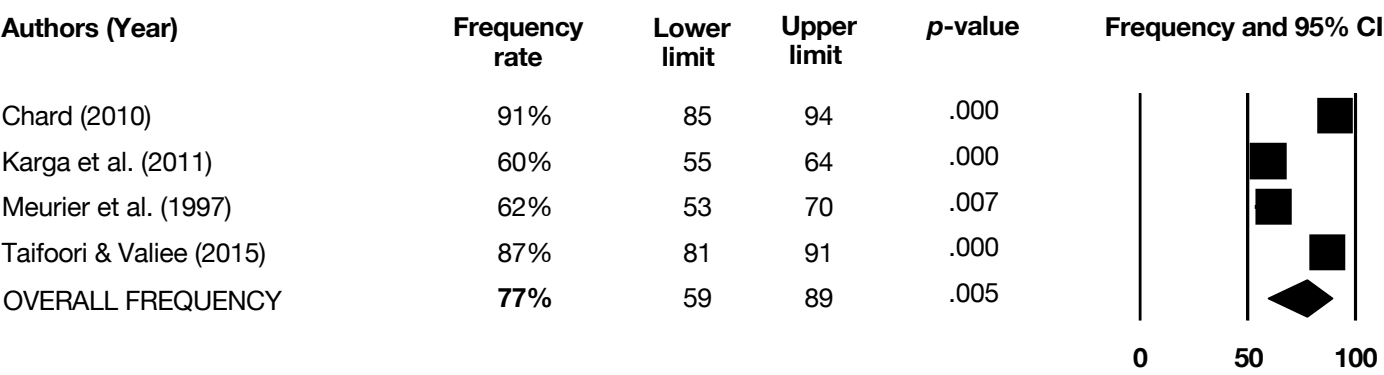 Authors (Year) Frequency rate Lower limit Upper limit p-value Frequency and 95% CI
Chard (2010) 91% 85 94 .000
Karga et al. (2011) 60% 55 64 .000
Meurier et al. (1997) 62% 53 70 .007
Taifoori & Valiee (2015) 87% 81 91 .000
OVERALL FREQUENCY 77% 59 89 .005
0 50 100